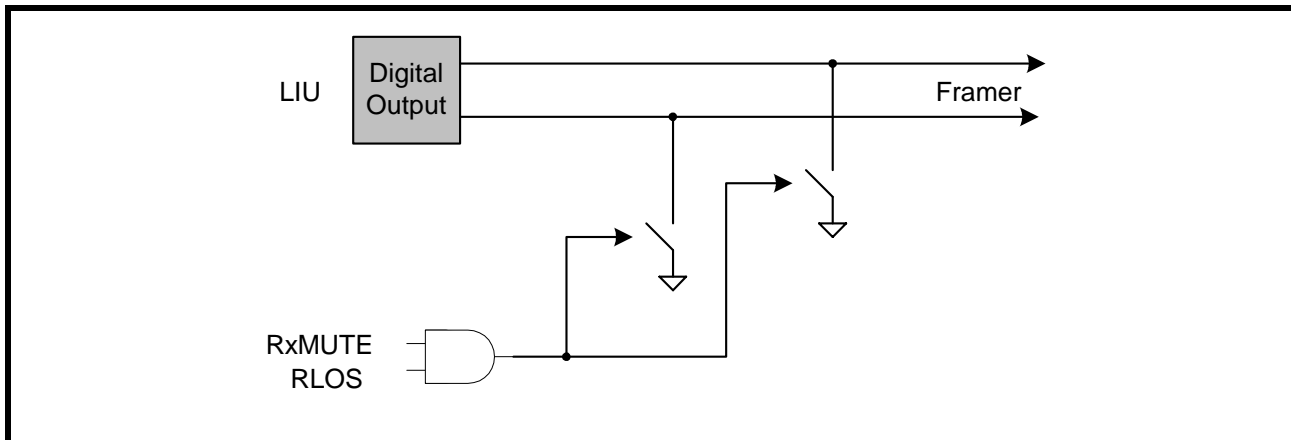 LIU
Digital
Output
Framer
RxMUTE
RLOS